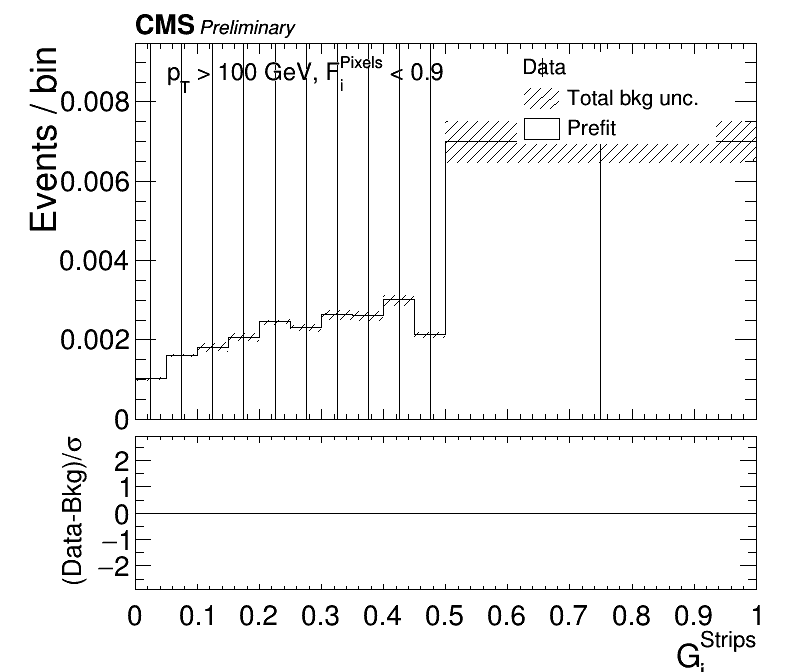 CMS Preliminary
p_T > 100 GeV, F_i^Pixels < 0.9
Data
Total bkg unc.
Prefit
Events / bin
0.008
0.006
0.004
0.002
0
(Data-Bkg)/σ
2
1
0
−1
−2
0 0.1 0.2 0.3 0.4 0.5 0.6 0.7 0.8 0.9 1
G_i^Strips